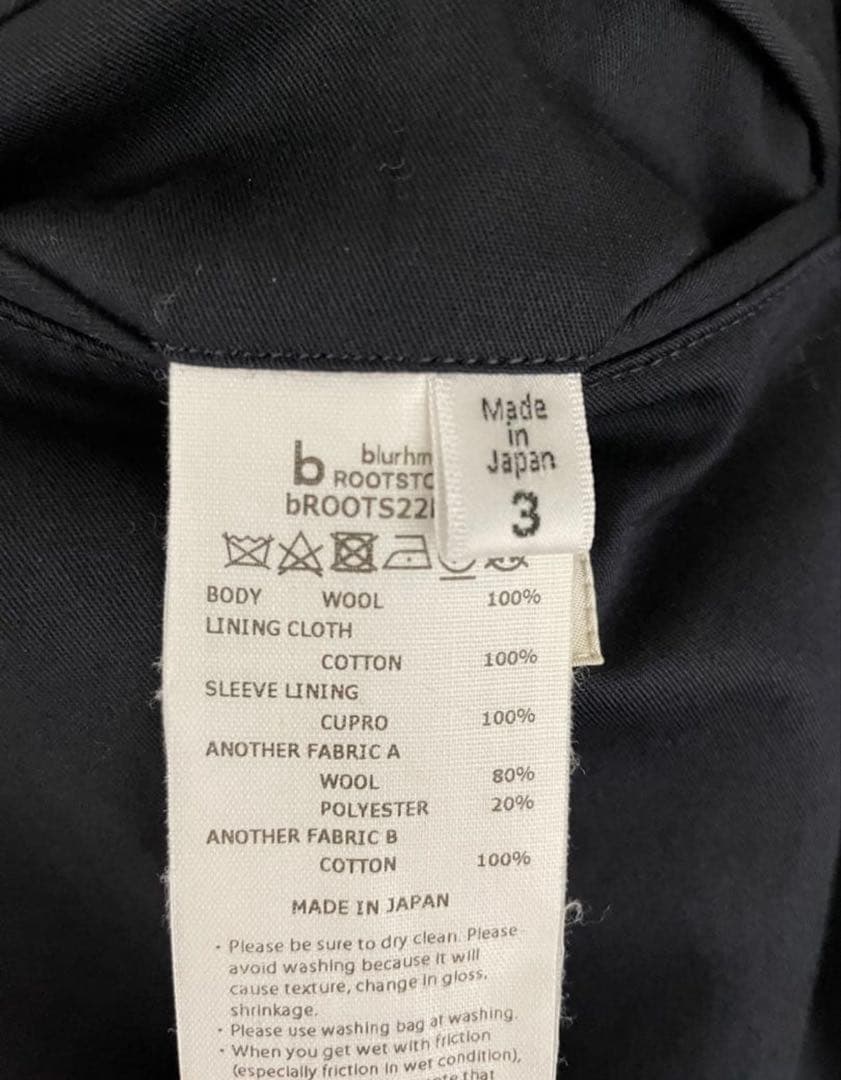 Made
in
Japan
3
b
blurhm
ROOTSTO
bROOTS22
BODY WOOL 100%
LINING CLOTH
COTTON 100%
SLEEVE LINING
CUPRO 100%
ANOTHER FABRIC A
WOOL 80%
POLYESTER 20%
ANOTHER FABRIC B
COTTON 100%
MADE IN JAPAN
· Please be sure to dry clean. Please
avoid washing because it will
cause texture, change in gloss,
shrinkage.
· Please use washing bag at washing.
· When you get wet with friction
(especially friction in wet condition),
that